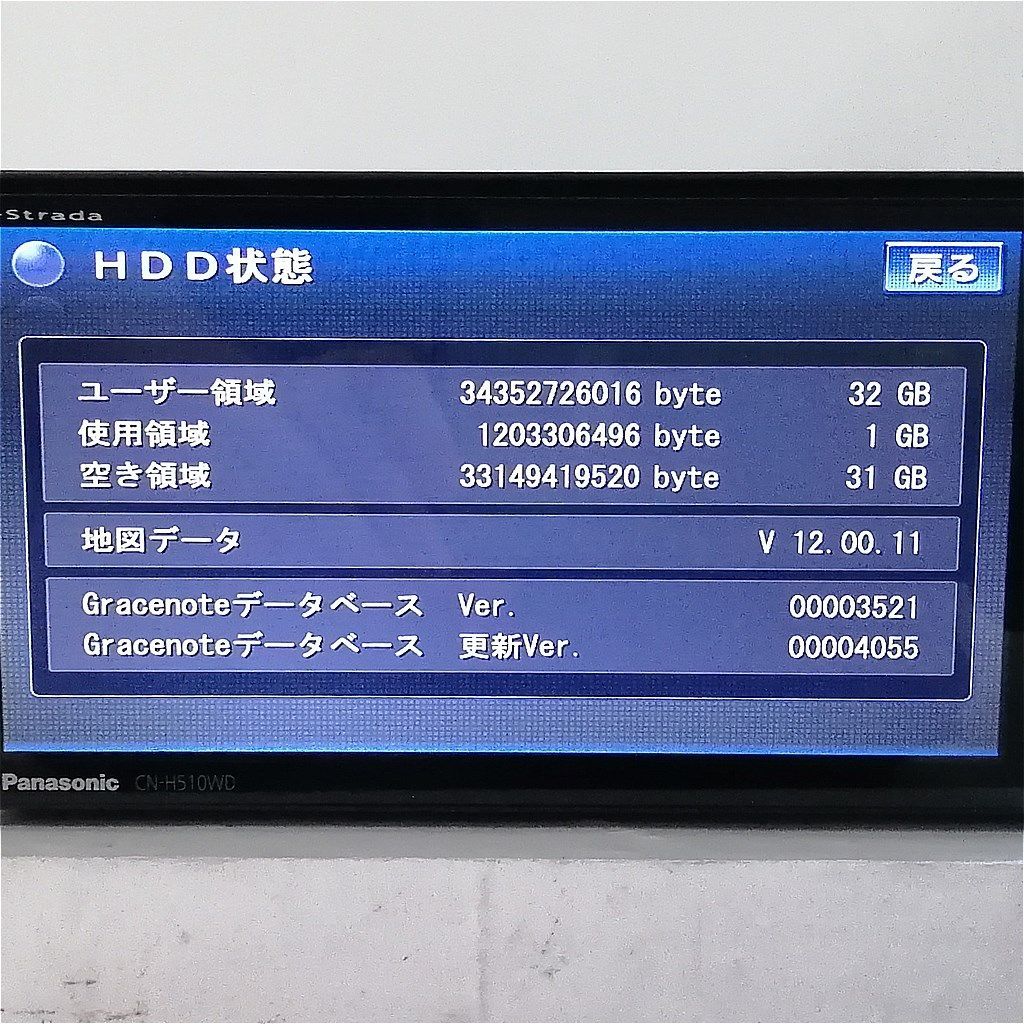 Strada
HDD状態
戻る
ユーザー領域 34352726016 byte 32 GB
使用領域 1203306496 byte 1 GB
空き領域 33149419520 byte 31 GB
地図データ V 12.00.11
Gracenoteデータベース Ver. 00003521
Gracenoteデータベース 更新Ver. 00004055
Panasonic CN-H510WD